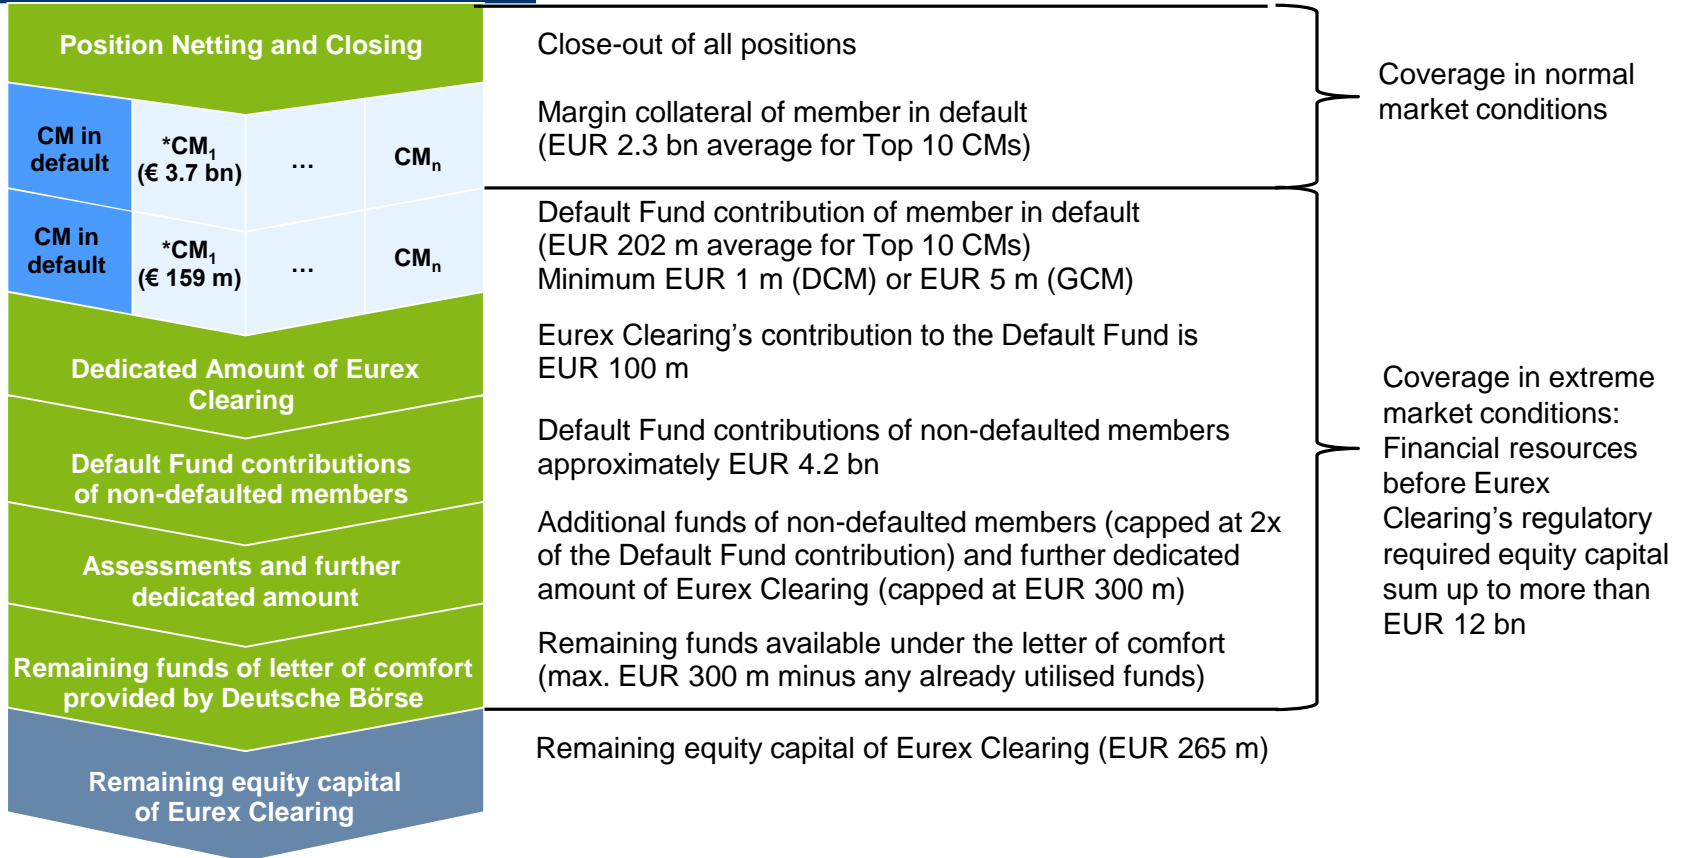 Position Netting and Closing
Close-out of all positions
Margin collateral of member in default
(EUR 2.3 bn average for Top 10 CMs)
Coverage in normal
market conditions
CM in
default
*CM1
(€ 3.7 bn)
…
CMn
CM in
default
*CM1
(€ 159 m)
…
CMn
Default Fund contribution of member in default
(EUR 202 m average for Top 10 CMs)
Minimum EUR 1 m (DCM) or EUR 5 m (GCM)
Dedicated Amount of Eurex
Clearing
Eurex Clearing’s contribution to the Default Fund is
EUR 100 m
Default Fund contributions
of non-defaulted members
Default Fund contributions of non-defaulted members
approximately EUR 4.2 bn
Assessments and further
dedicated amount
Additional funds of non-defaulted members (capped at 2x
of the Default Fund contribution) and further dedicated
amount of Eurex Clearing (capped at EUR 300 m)
Remaining funds of letter of comfort
provided by Deutsche Börse
Remaining funds available under the letter of comfort
(max. EUR 300 m minus any already utilised funds)
Coverage in extreme
market conditions:
Financial resources
before Eurex
Clearing’s regulatory
required equity capital
sum up to more than
EUR 12 bn
Remaining equity capital
of Eurex Clearing
Remaining equity capital of Eurex Clearing (EUR 265 m)